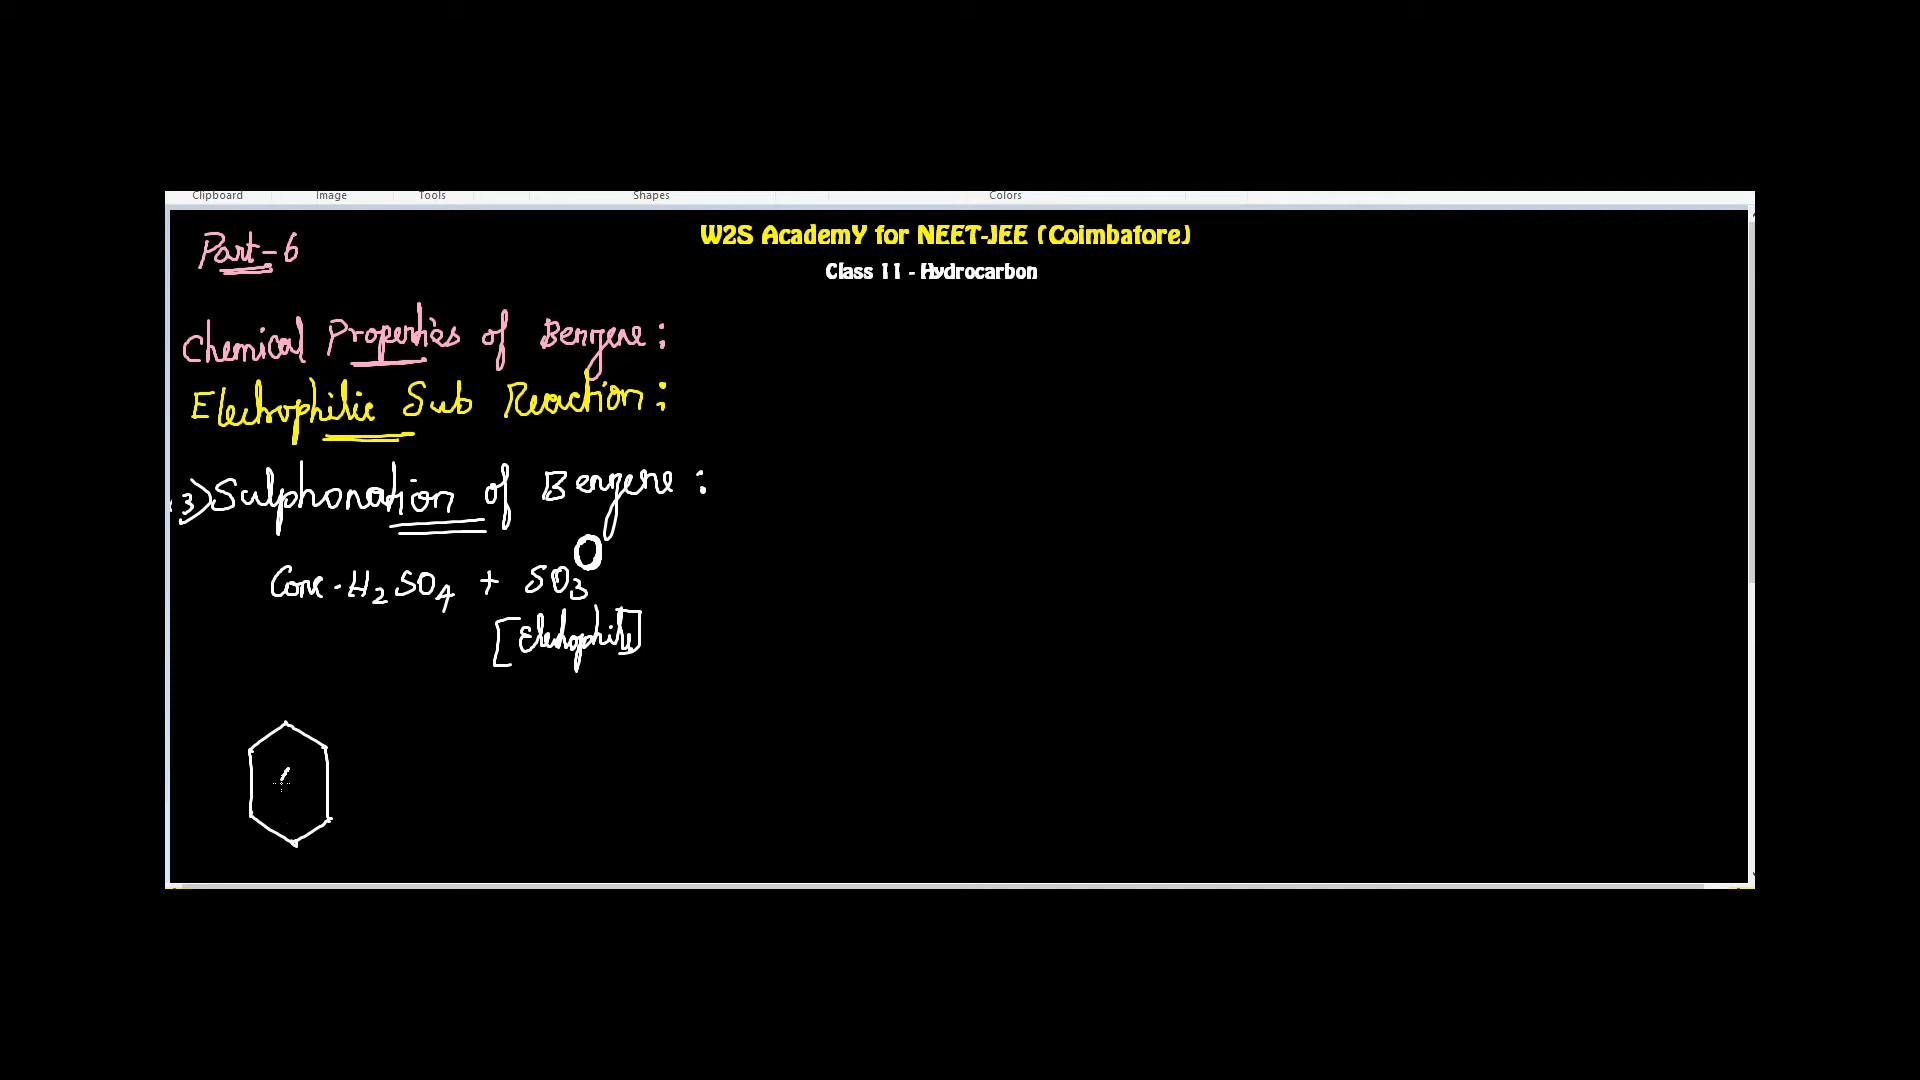 Clipboard Image Tools Shapes Colors
W2S AcademY for NEET-JEE (Coimbatore)
Class 11 - Hydrocarbon
Part-6
Chemical Properties of Benzene:
Electrophilic Sub Reaction:
3) Sulphonation of Benzene:
Conc. H2SO4 + SO3
[Electrophile]